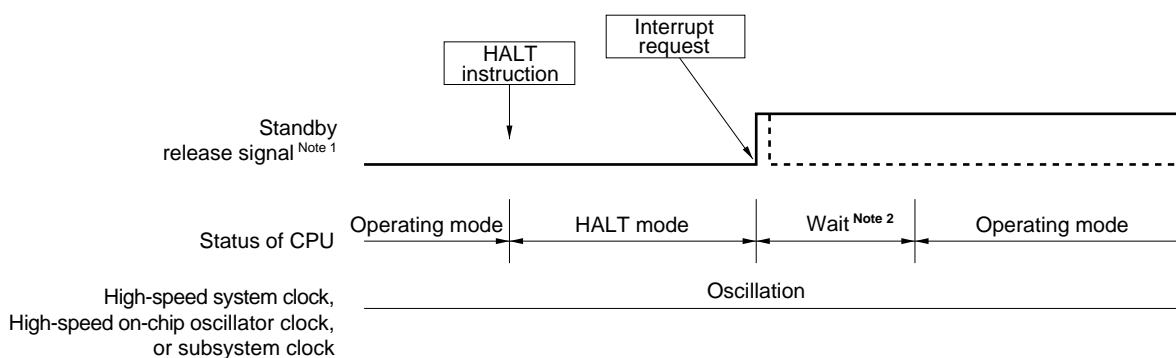 Interrupt
request
HALT
instruction
Standby
release signal Note 1
Status of CPU
Operating mode
HALT mode
Wait Note 2
Operating mode
High-speed system clock,
High-speed on-chip oscillator clock,
or subsystem clock
Oscillation